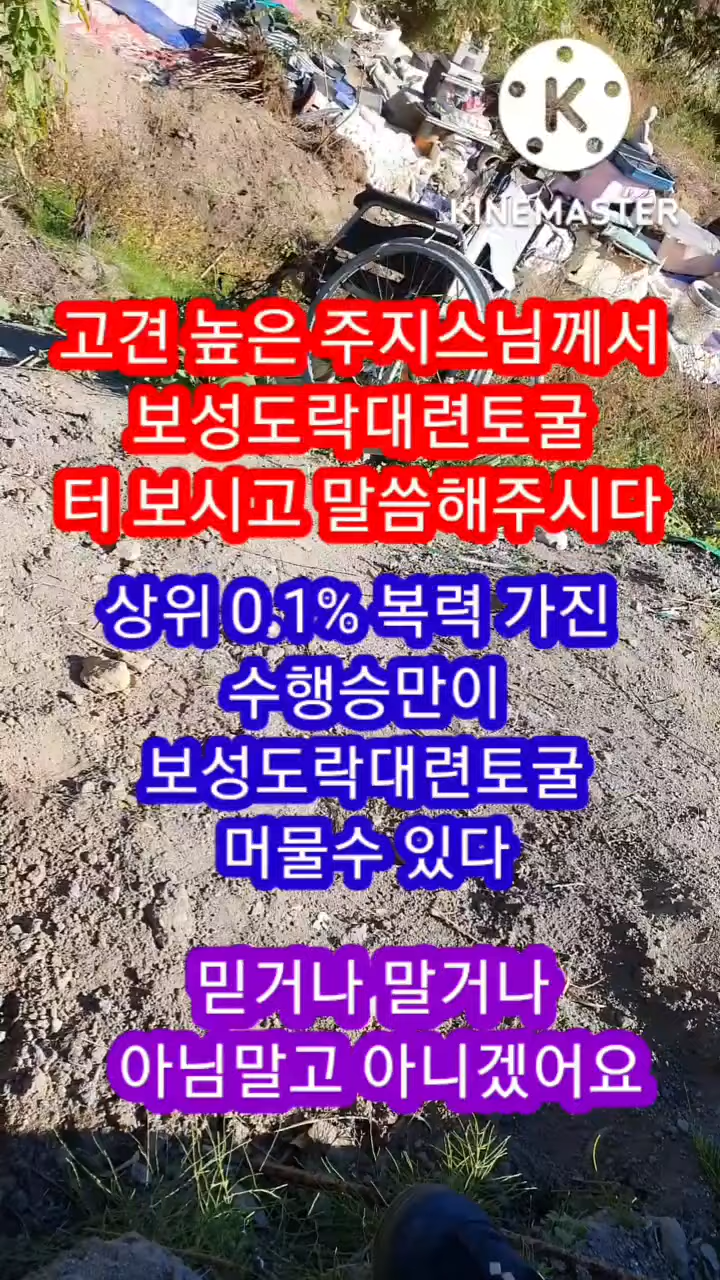 K
KINEMASTER
고견 높은 주지스님께서
보성도락대련토굴
터 보시고 말씀해주시다
상위 0.1% 복력 가진
수행승만이
보성도락대련토굴
머물수 있다
믿거나 말거나
아님말고 아니겠어요